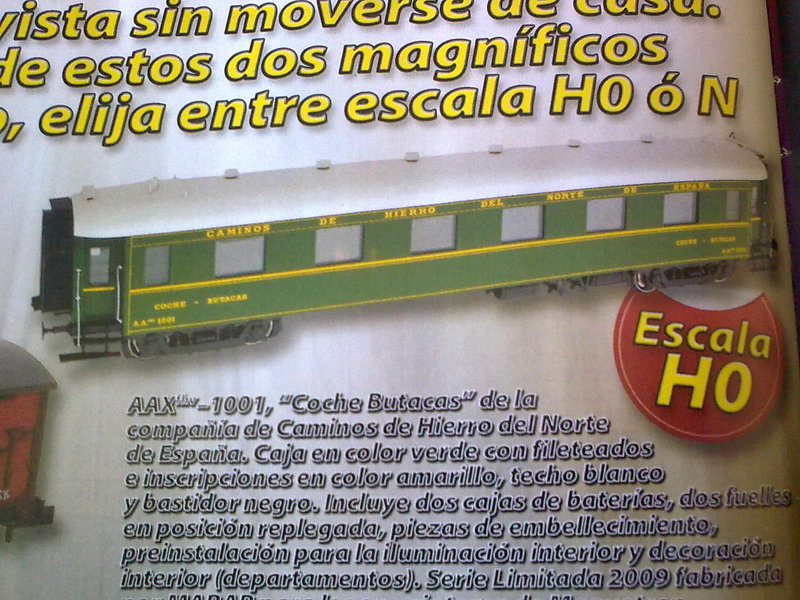 vista sin moverse de casa.
de estos dos magníficos
, elija entre escala H0 ó N
CAMINOS DE HIERRO DEL NORTE DE ESPAÑA
COCHE - BUTACAS
COCHE - BUTACAS
1001
Escala
H0
AAX -1001, "Coche Butacas" de la
compañía de Caminos de Hierro del Norte
de España. Caja en color verde con fileteados
e inscripciones en color amarillo, techo blanco
y bastidor negro. Incluye dos cajas de baterías, dos fuelles
en posición replegada, piezas de embellecimiento,
preinstalación para la iluminación interior y decoración
interior (departamentos). Serie Limitada 2009 fabricada